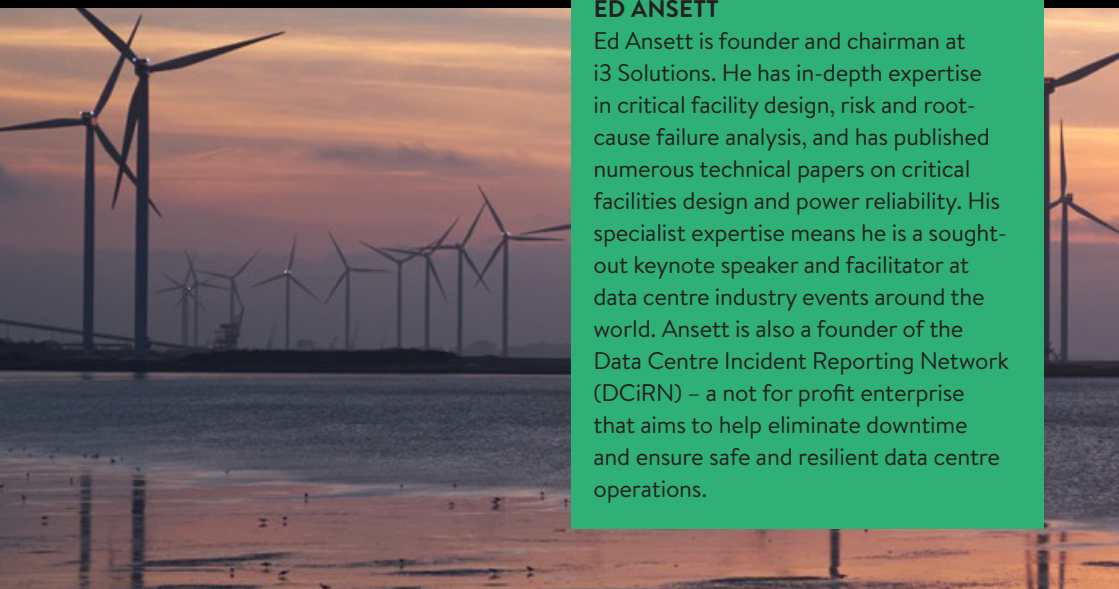 ED ANSETT
Ed Ansett is founder and chairman at
i3 Solutions. He has in-depth expertise
in critical facility design, risk and root-
cause failure analysis, and has published
numerous technical papers on critical
facilities design and power reliability. His
specialist expertise means he is a sought-
out keynote speaker and facilitator at
data centre industry events around the
world. Ansett is also a founder of the
Data Centre Incident Reporting Network
(DCiRN) – a not for profit enterprise
that aims to help eliminate downtime
and ensure safe and resilient data centre
operations.